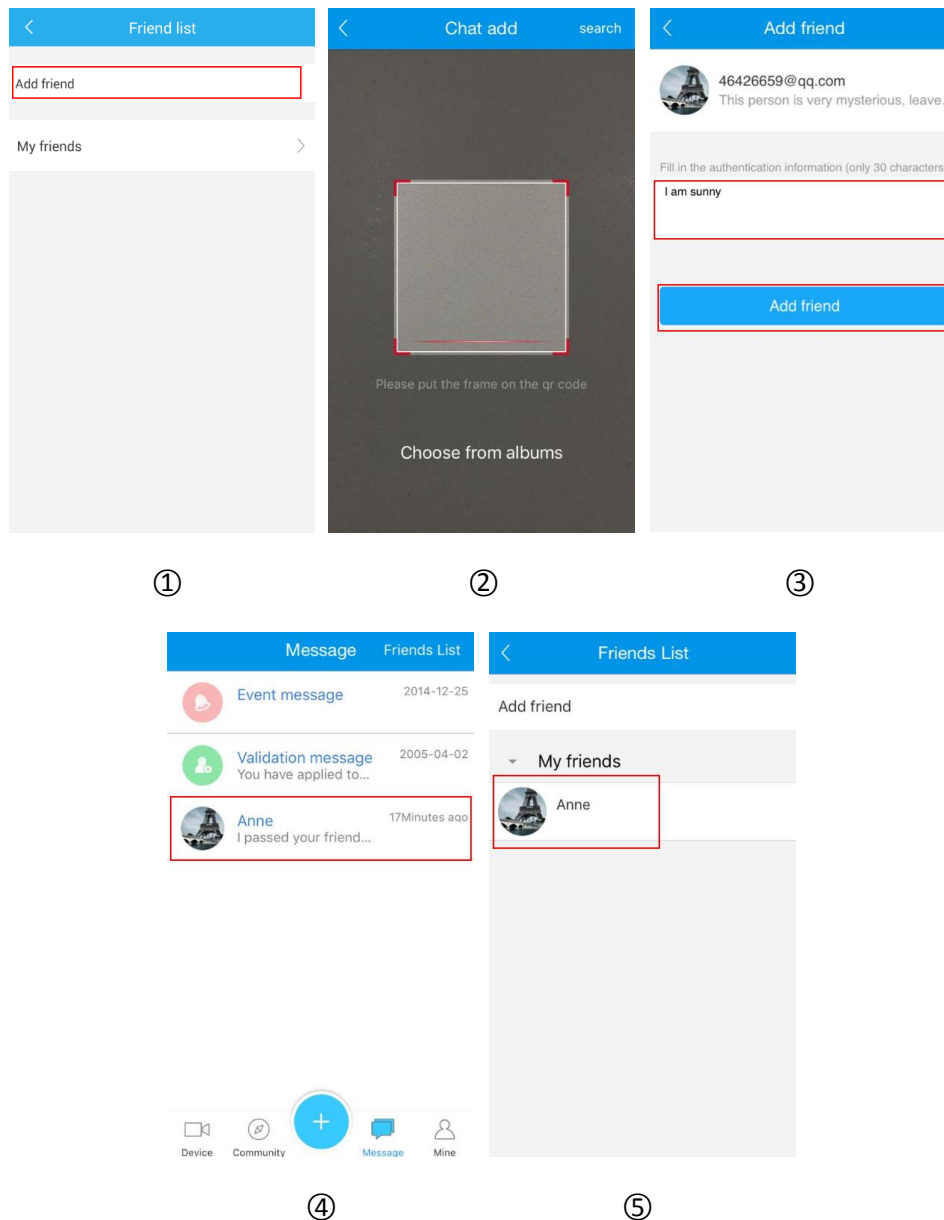 Friend list
Add friend
My friends
Chat add search
Please put the frame on the qr code
Choose from albums
Add friend
46426659@qq.com
This person is very mysterious, leave.
Fill in the authentication information (only 30 characters
I am sunny
Add friend
① ② ③
Message Friends List
Event message 2014-12-25
Validation message 2005-04-02
You have applied to...
Anne 17Minutes ago
I passed your friend...
Device Community Message Mine
Friends List
Add friend
My friends
Anne
④ ⑤